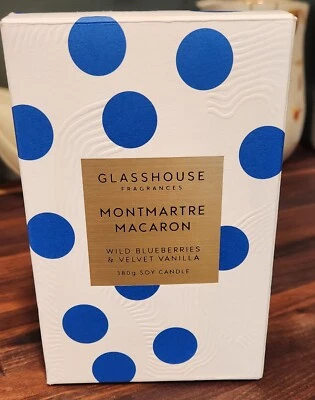 GLASSHOUSE
FRAGRANCES
MONTMARTRE
MACARON
WILD BLUEBERRIES
& VELVET VANILLA
380g SOY CANDLE